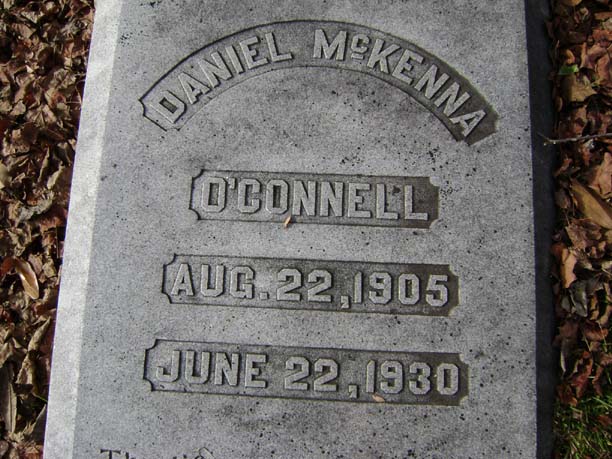 DANIEL McKENNA
O'CONNELL
AUG. 22, 1905
JUNE 22, 1930